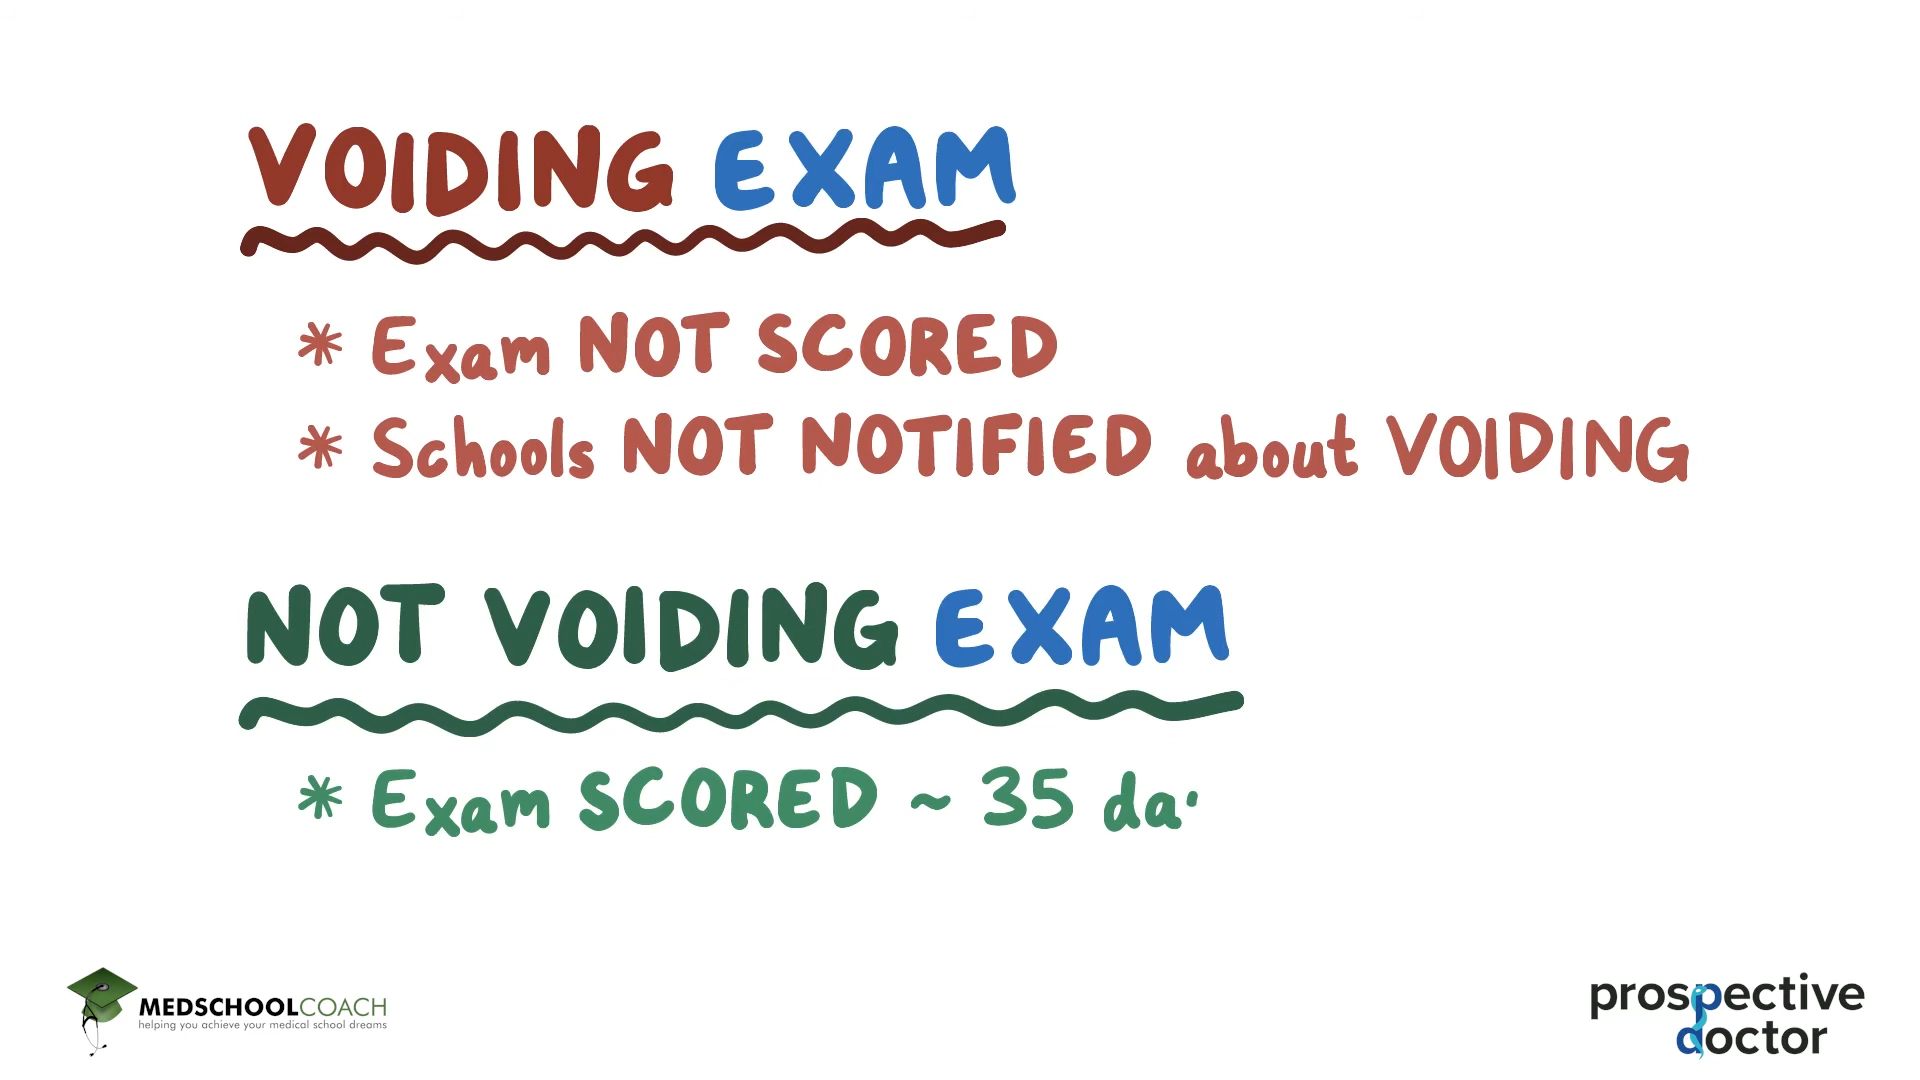 VOIDING EXAM
* Exam NOT SCORED
* Schools NOT NOTIFIED about VOIDING
NOT VOIDING EXAM
* Exam SCORED ~ 35 da
MEDSCHOOLCOACH
helping you achieve your medical school dreams
prospective
doctor